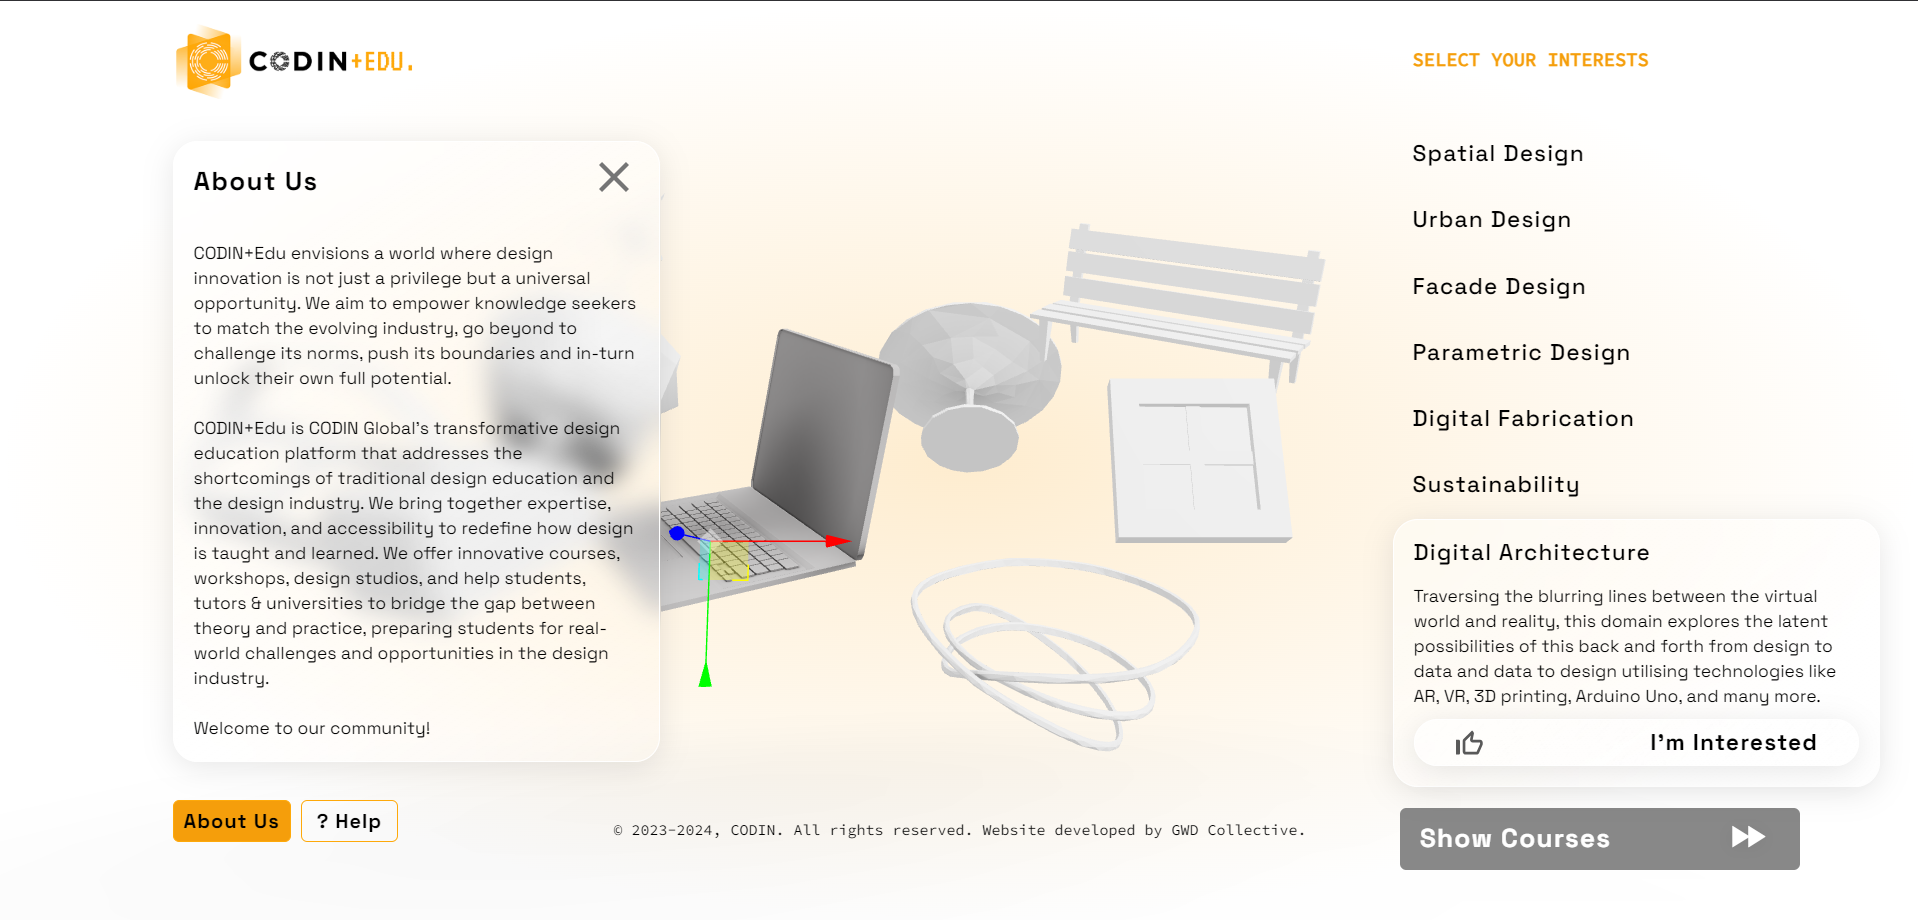 CODIN+EDU.
SELECT YOUR INTERESTS
About Us
CODIN+Edu envisions a world where design
innovation is not just a privilege but a universal
opportunity. We aim to empower knowledge seekers
to match the evolving industry, go beyond to
challenge its norms, push its boundaries and in-turn
unlock their own full potential.
CODIN+Edu is CODIN Global's transformative design
education platform that addresses the
shortcomings of traditional design education and
the design industry. We bring together expertise,
innovation, and accessibility to redefine how design
is taught and learned. We offer innovative courses,
workshops, design studios, and help students,
tutors & universities to bridge the gap between
theory and practice, preparing students for real-
world challenges and opportunities in the design
industry.
Welcome to our community!
Spatial Design
Urban Design
Facade Design
Parametric Design
Digital Fabrication
Sustainability
Digital Architecture
Traversing the blurring lines between the virtual
world and reality, this domain explores the latent
possibilities of this back and forth from design to
data and data to design utilising technologies like
AR, VR, 3D printing, Arduino Uno, and many more.
I'm Interested
About Us
? Help
© 2023-2024, CODIN. All rights reserved. Website developed by GWD Collective.
Show Courses